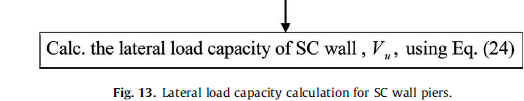 Calc. the lateral load capacity of SC wall , Vu, using Eq. (24)
Fig. 13. Lateral load capacity calculation for SC wall piers.